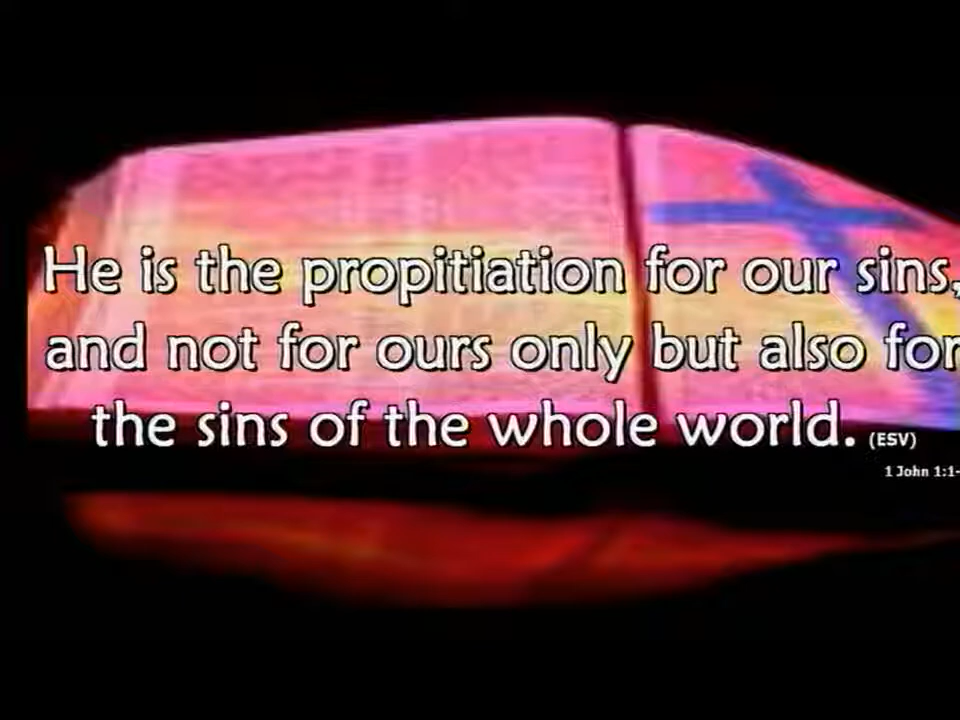 He is the propitiation for our sins,
and not for ours only but also for
the sins of the whole world. (ESV)
1 John 1:1-